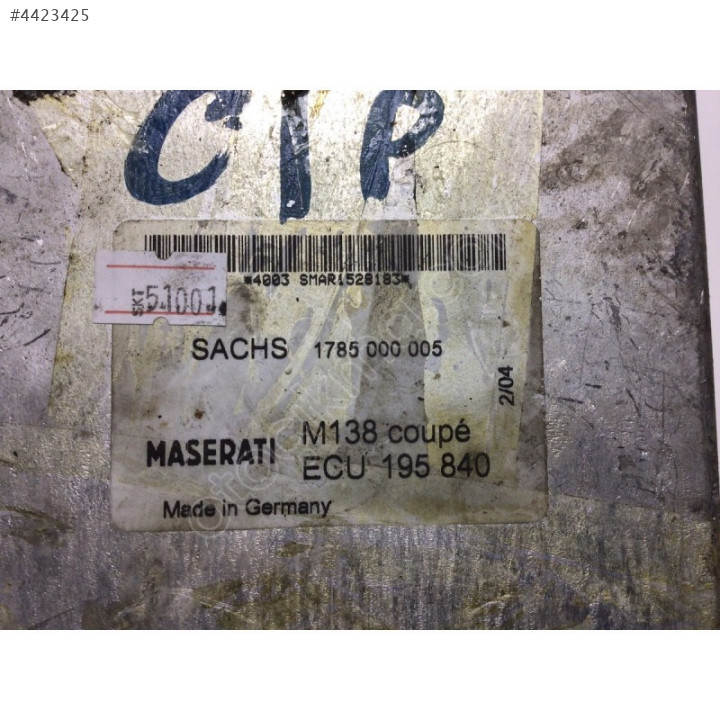 #4423425
CIP
*4003 SMAR1528183*
SKT
51001
SACHS 1785 000 005
2/04
MASERATI
M138 coupé
ECU 195 840
Made in Germany